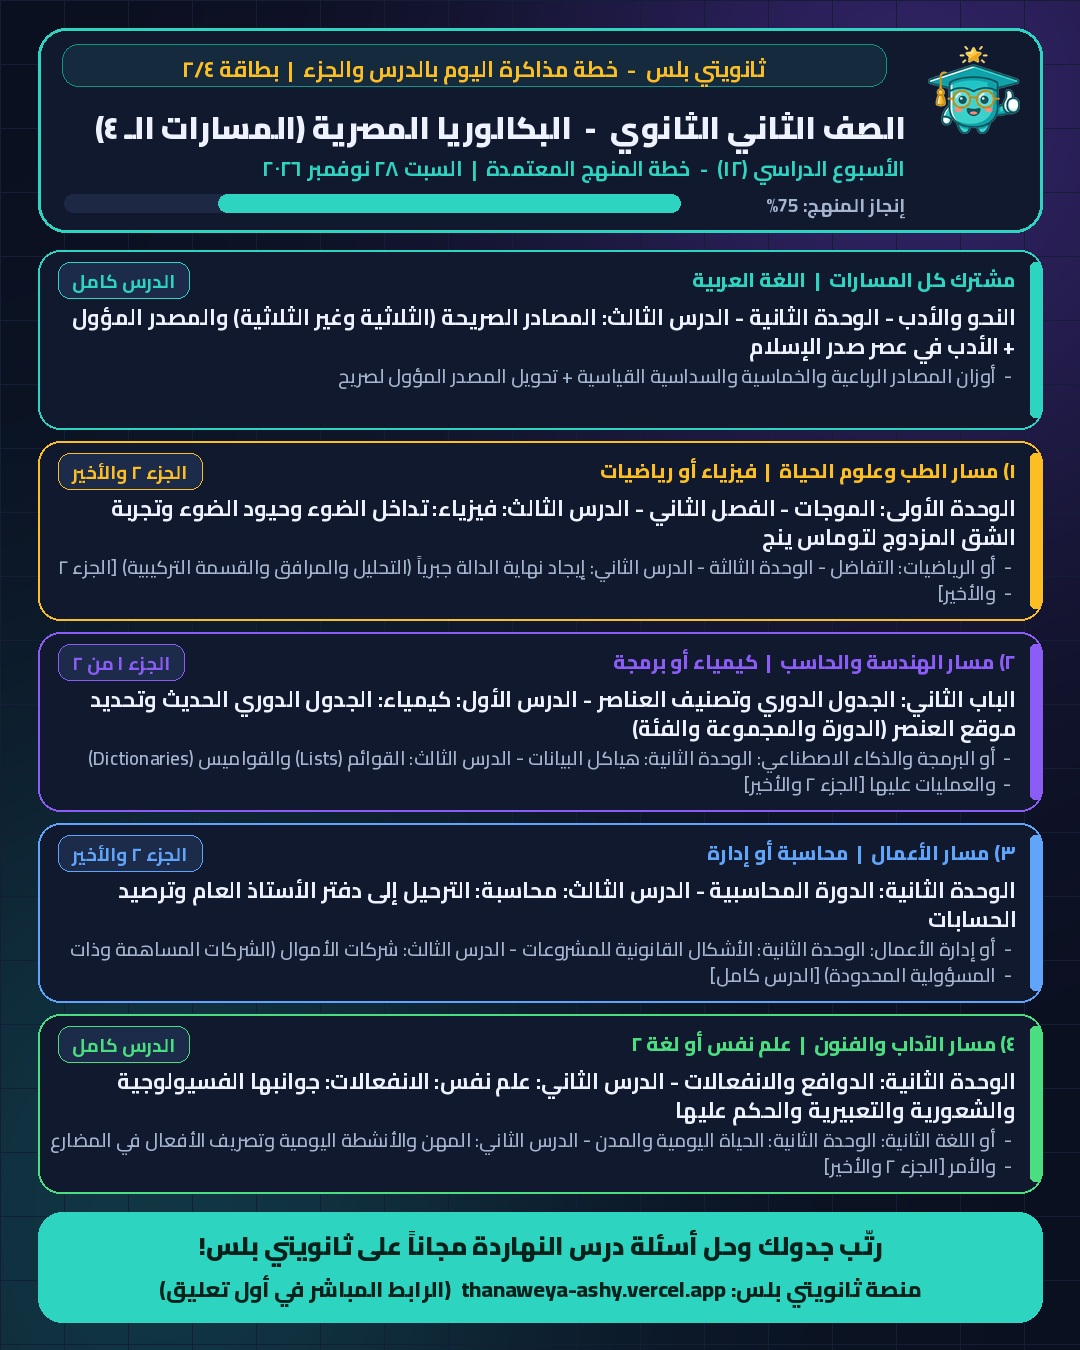 ثانويتي بلس - خطة مذاكرة اليوم بالدرس والجزء | بطاقة ٢/٤
الصف الثاني الثانوي - البكالوريا المصرية (المسارات الـ ٤)
الأسبوع الدراسي (١٢) - خطة المنهج المعتمدة | السبت ٢٨ نوفمبر ٢٠٢٦
إنجاز المنهج: 75%
مشترك كل المسارات | اللغة العربية
الدرس كامل
النحو والأدب - الوحدة الثانية - الدرس الثالث: المصادر الصريحة (الثلاثية وغير الثلاثية) والمصدر المؤول
+ الأدب في عصر صدر الإسلام
- أوزان المصادر الرباعية والخماسية والسداسية القياسية + تحويل المصدر المؤول لصريح
١) مسار الطب وعلوم الحياة | فيزياء أو رياضيات
الجزء ٢ والأخير
الوحدة الأولى: الموجات - الفصل الثاني - الدرس الثالث: فيزياء: تداخل الضوء وحيود الضوء وتجربة
الشق المزدوج لتوماس ينج
- أو الرياضيات: التفاضل - الوحدة الثالثة - الدرس الثاني: إيجاد نهاية الدالة جبرياً (التحليل والمرافق والقسمة التركيبية) [الجزء ٢
- والأخير]
٢) مسار الهندسة والحاسب | كيمياء أو برمجة
الجزء ١ من ٢
الباب الثاني: الجدول الدوري وتصنيف العناصر - الدرس الأول: كيمياء: الجدول الدوري الحديث وتحديد
موقع العنصر (الدورة والمجموعة والفئة)
- أو البرمجة والذكاء الاصطناعي: الوحدة الثانية: هياكل البيانات - الدرس الثالث: القوائم (Lists) والقواميس (Dictionaries)
- والعمليات عليها [الجزء ٢ والأخير]
٣) مسار الأعمال | محاسبة أو إدارة
الجزء ٢ والأخير
الوحدة الثانية: الدورة المحاسبية - الدرس الثالث: محاسبة: الترحيل إلى دفتر الأستاذ العام وترصيد
الحسابات
- أو إدارة الأعمال: الوحدة الثانية: الأشكال القانونية للمشروعات - الدرس الثالث: شركات الأموال (الشركات المساهمة وذات
- المسؤولية المحدودة) [الدرس كامل]
٤) مسار الآداب والفنون | علم نفس أو لغة ٢
الدرس كامل
الوحدة الثانية: الدوافع والانفعالات - الدرس الثاني: علم نفس: الانفعالات: جوانبها الفسيولوجية
والشعورية والتعبيرية والحكم عليها
- أو اللغة الثانية: الوحدة الثانية: الحياة اليومية والمدن - الدرس الثاني: المهن والأنشطة اليومية وتصريف الأفعال في المضارع
- والأمر [الجزء ٢ والأخير]
رتّب جدولك وحل أسئلة درس النهاردة مجاناً على ثانويتي بلس!
منصة ثانويتي بلس: thanaweya-ashy.vercel.app (الرابط المباشر في أول تعليق)